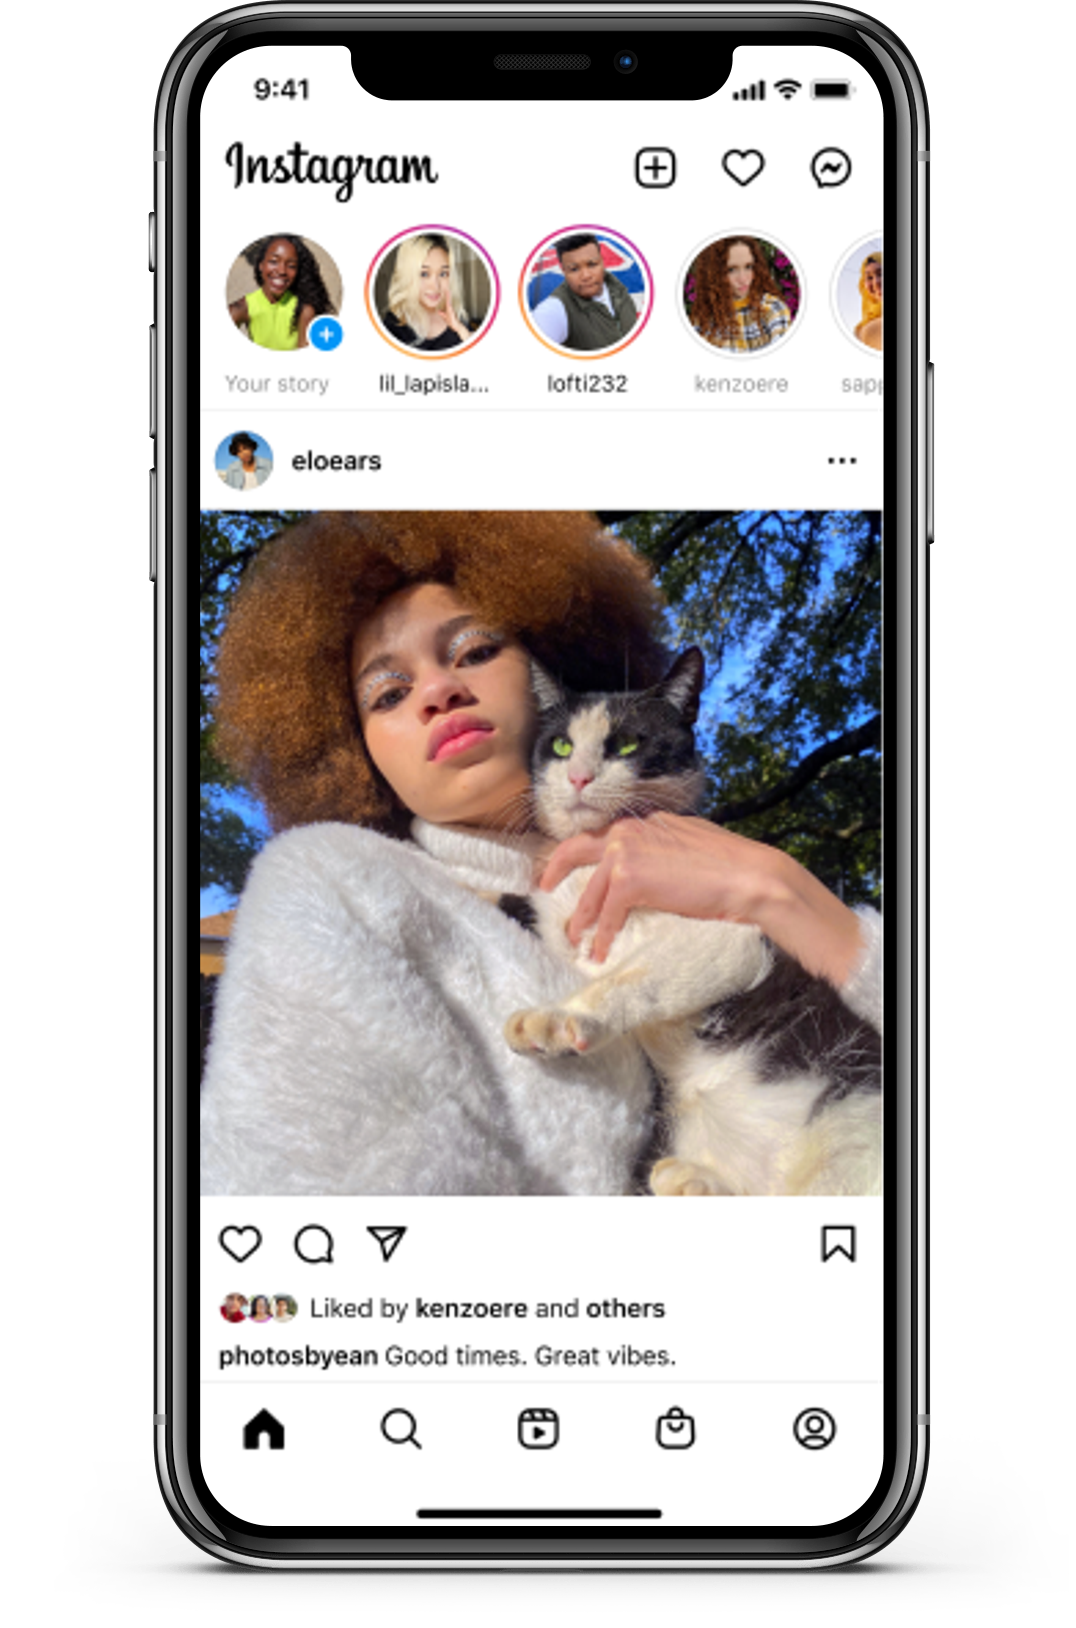 9:41
Instagram
Your story lil_lapisla... lofti232 kenzoere sapp
eloears
Liked by kenzoere and others
photosbyean Good times. Great vibes.